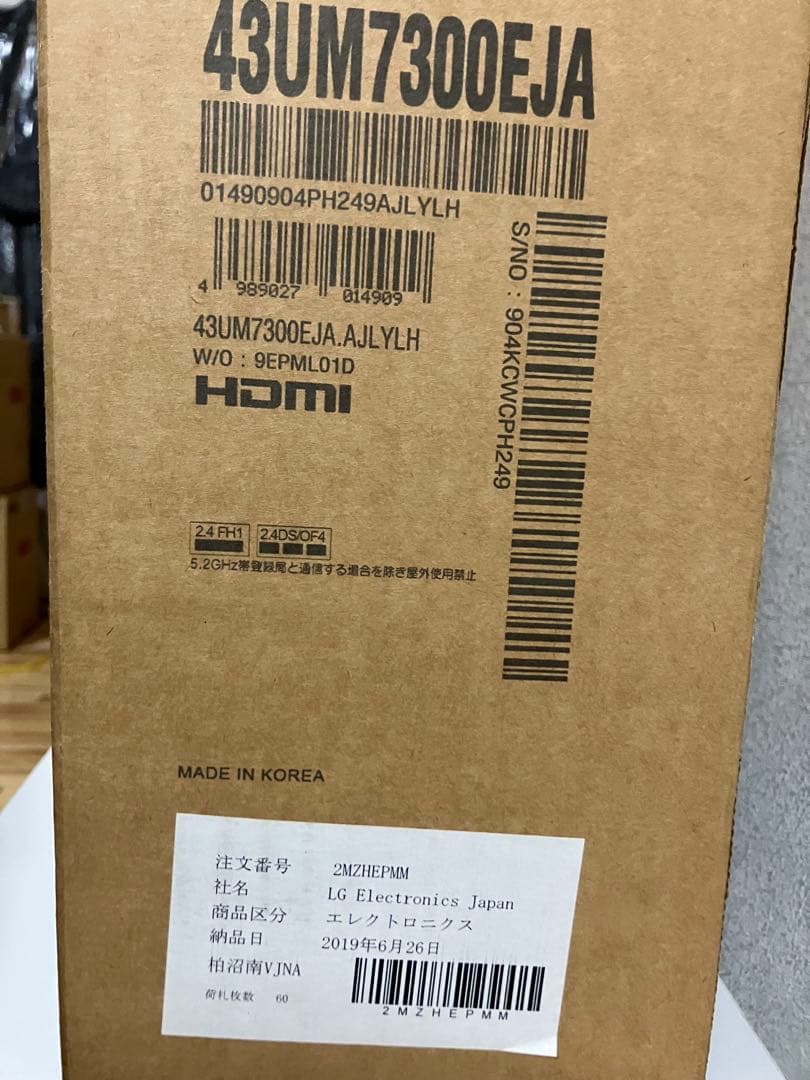 43UM7300EJA
01490904PH249AJLYLH
4 989027 014909
43UM7300EJA.AJLYLH
W/O : 9EPML01D
HDMI
S/NO : 904KCWCPH249
2.4 FH1 2.4DS/OF4
5.2GHz帯登録局と通信する場合を除き屋外使用禁止
MADE IN KOREA
注文番号 2MZHEPMM
社名 LG Electronics Japan
商品区分 エレクトロニクス
納品日 2019年6月26日
柏沼南VJNA
2MZHEPMM
荷札枚数 60